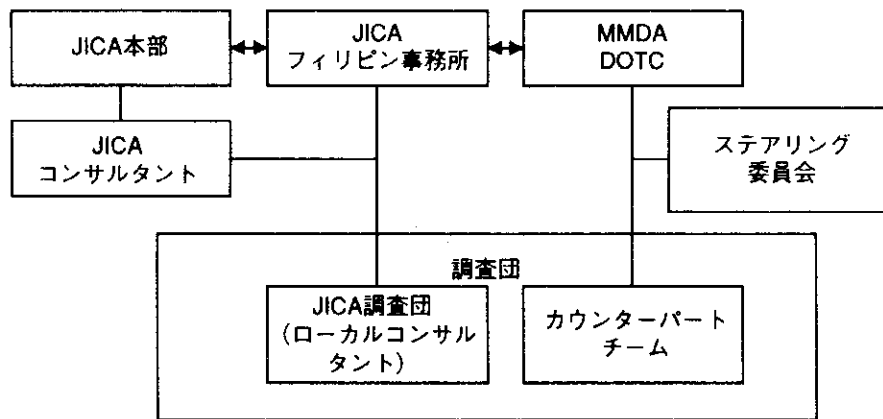 JICA本部
JICA
フィリピン事務所
MMDA
DOTC
JICA
コンサルタント
ステアリング
委員会
調査団
JICA調査団
(ローカルコンサル
タント)
カウンターパート
チーム